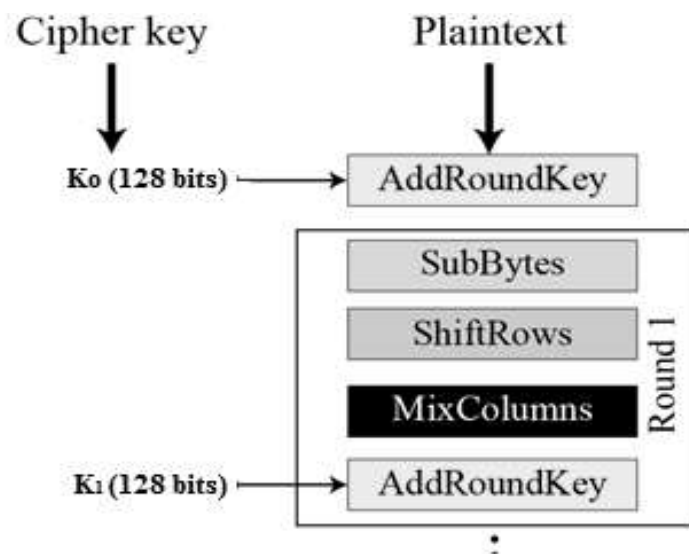 Cipher key
Plaintext
K0 (128 bits)
AddRoundKey
SubBytes
ShiftRows
MixColumns
Round 1
K1 (128 bits)
AddRoundKey